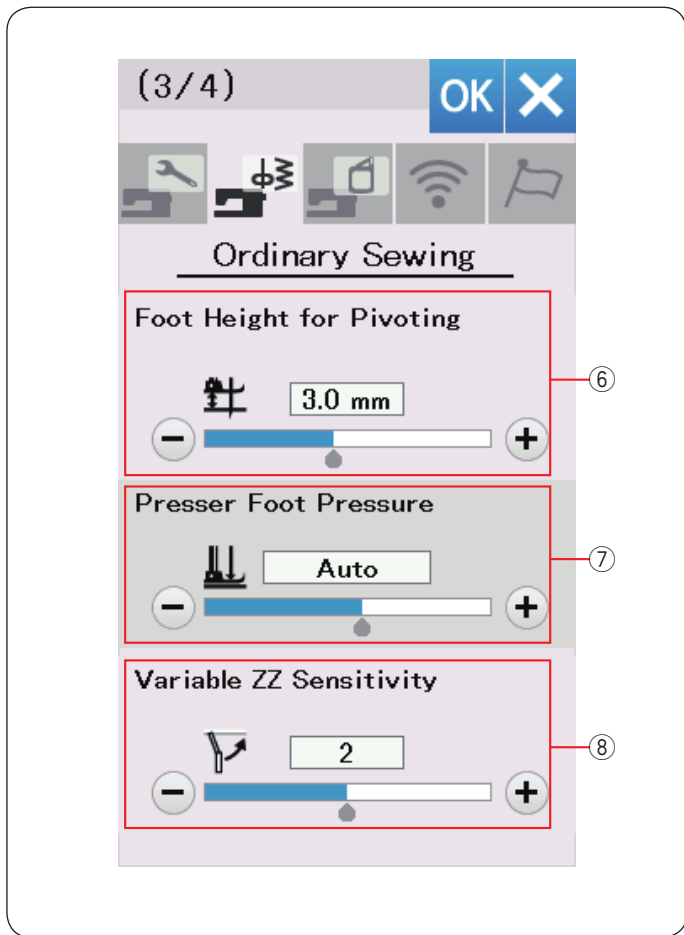 (3/4)
OK
Ordinary Sewing
Foot Height for Pivoting
3.0 mm
⑥
Presser Foot Pressure
Auto
⑦
Variable ZZ Sensitivity
2
⑧